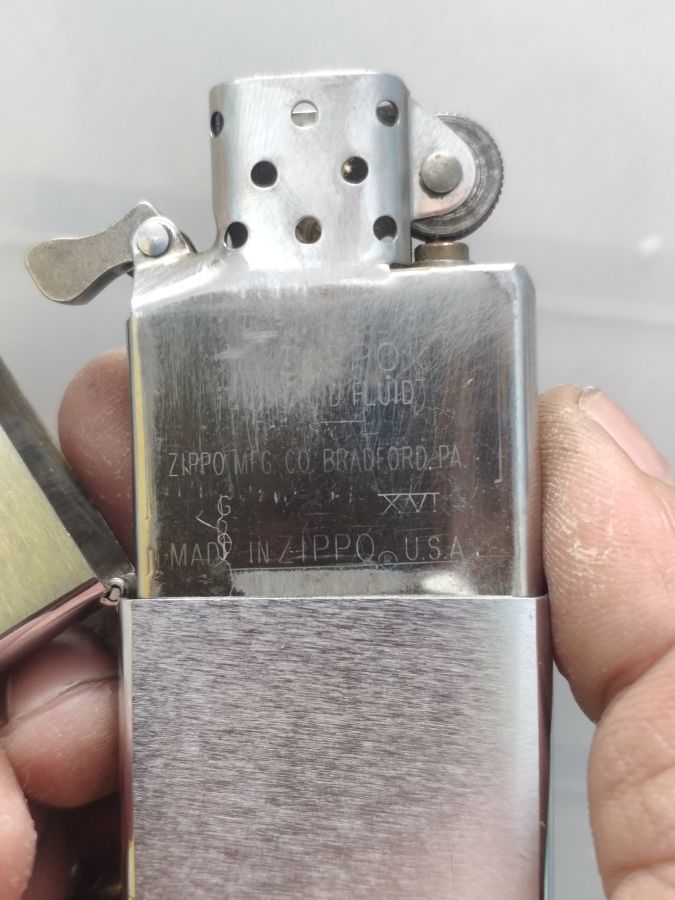 FLUID
ZIPPO MFG. CO. BRADFORD, PA.
G XVI
MADE IN ZIPPO ® U.S.A.